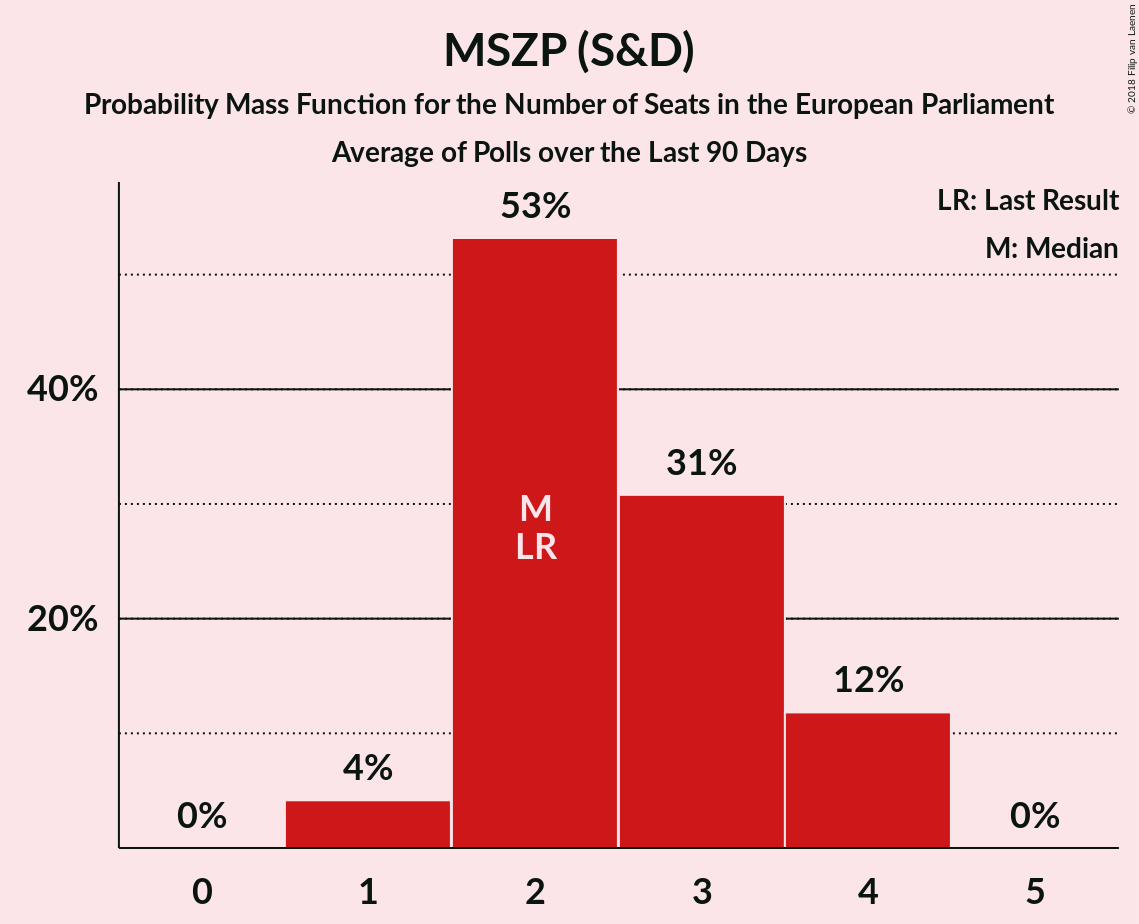 MSZP (S&D)
Probability Mass Function for the Number of Seats in the European Parliament
Average of Polls over the Last 90 Days
© 2018 Filip van Laenen
LR: Last Result
M: Median
53%
40%
31%
M
LR
20%
12%
4%
0%
0%
0 1 2 3 4 5